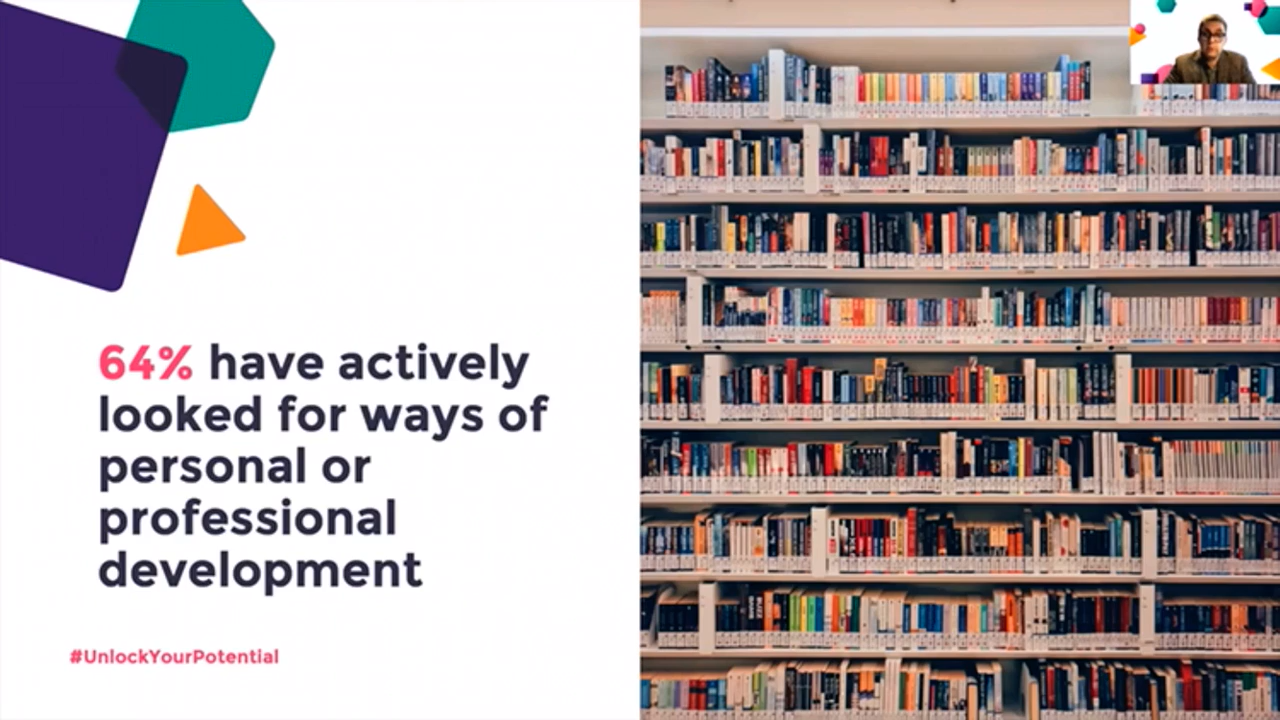 64% have actively
looked for ways of
personal or
professional
development
#UnlockYourPotential